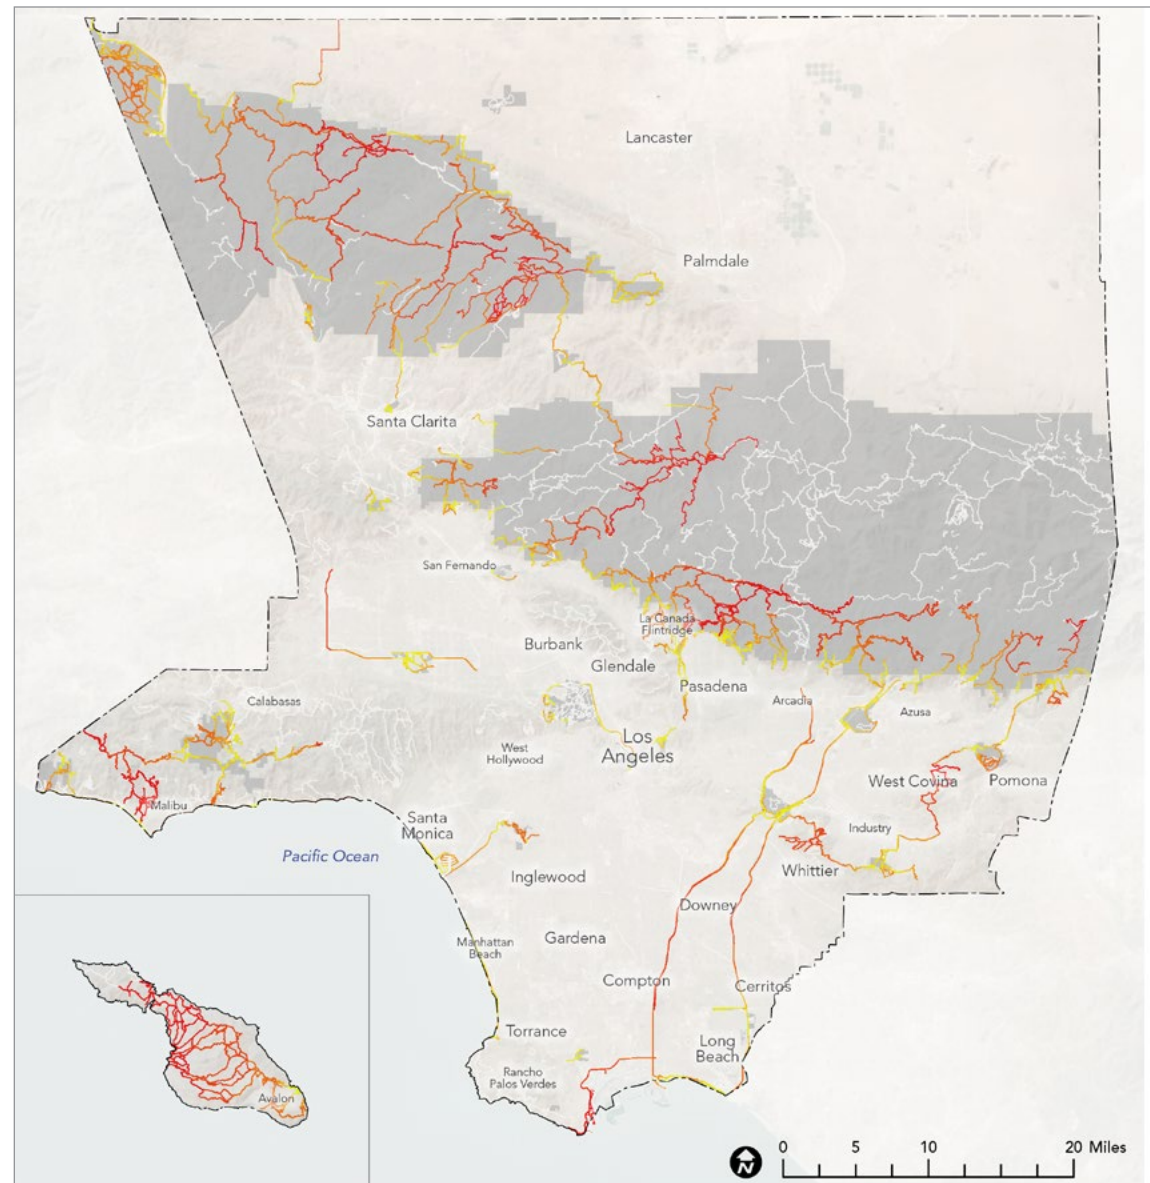 Lancaster
Palmdale
Santa Clarita
San Fernando
La Canada
Flintridge
Burbank
Glendale
Pasadena
Calabasas
Arcadia
Azusa
Los
Angeles
West
Hollywood
West Covina
Pomona
Malibu
Santa
Monica
Industry
Pacific Ocean
Whittier
Inglewood
Downey
Manhattan
Beach
Gardena
Compton
Cerritos
Torrance
Long
Beach
Rancho
Palos Verdes
Avalon
N
0 5 10 20 Miles